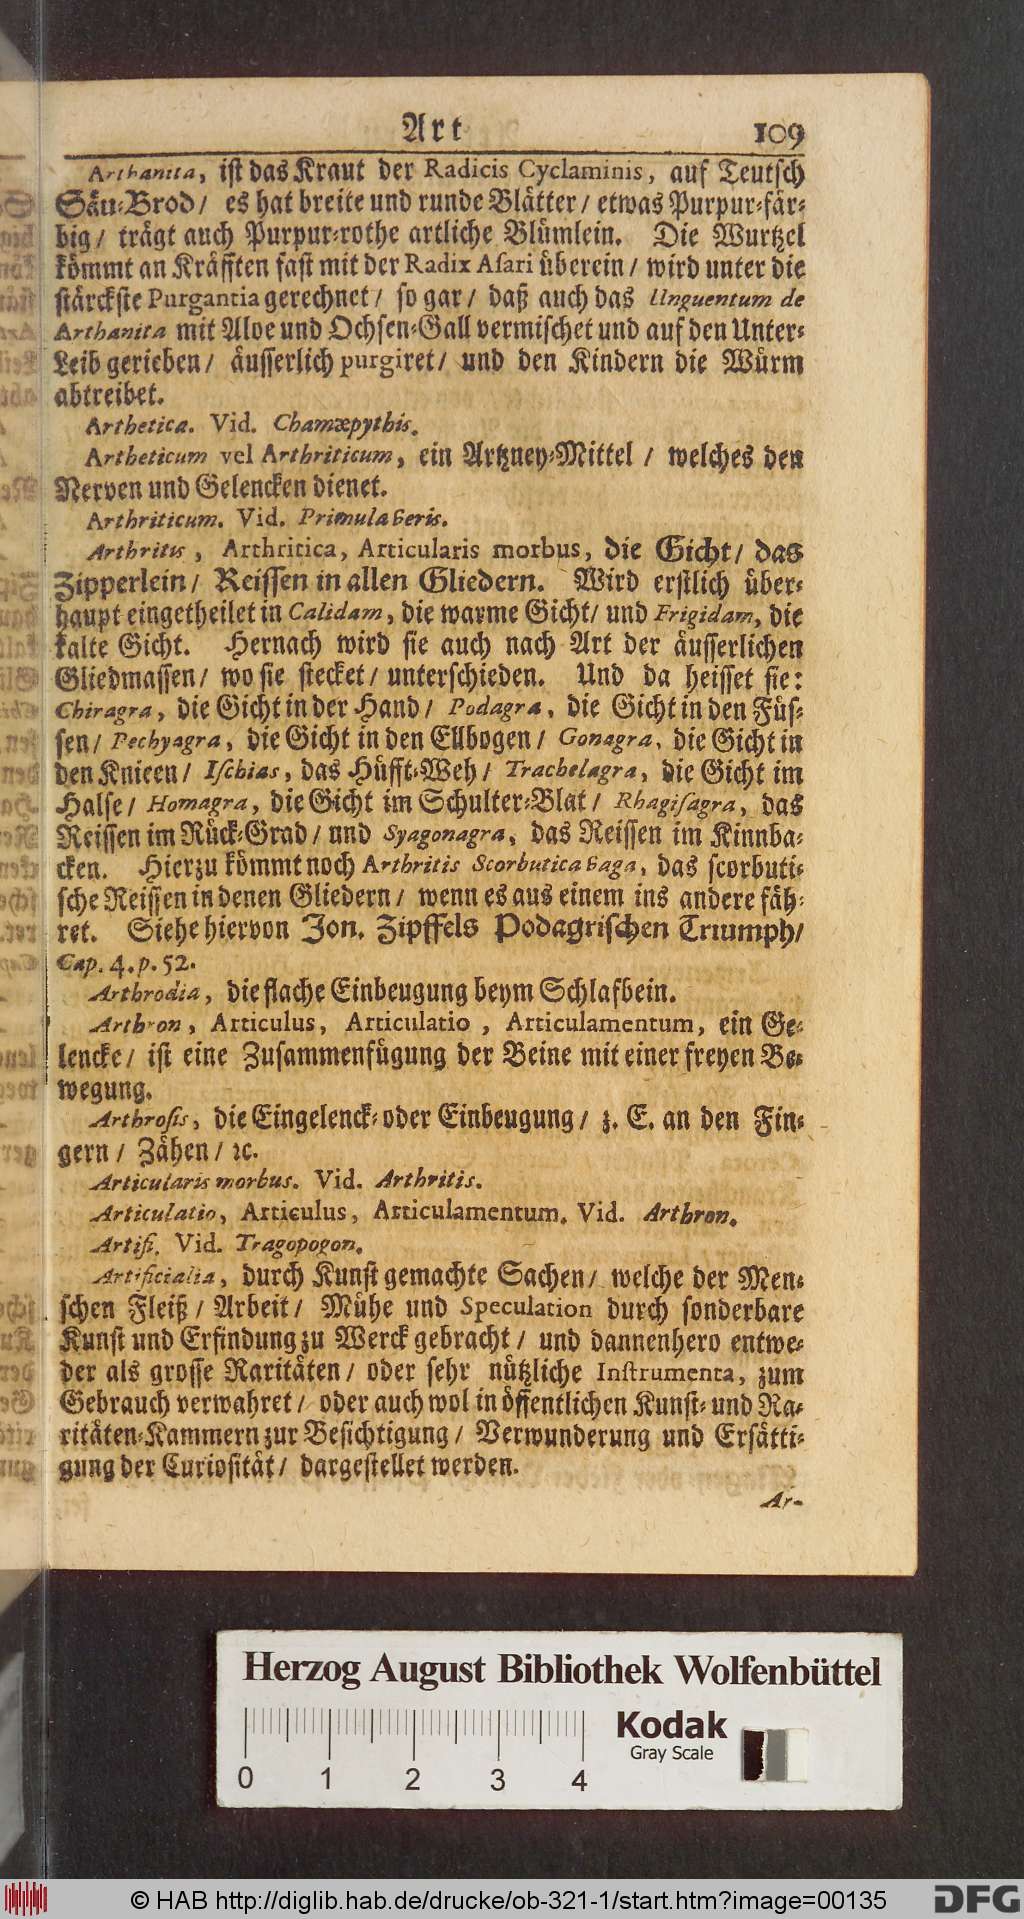 Art 109
Arthanita, ist das Kraut der Radicis Cyclaminis, auf Teutsch
Säu-Brod/ es hat breite und runde Blätter/ etwas Purpur-fär-
big/ trägt auch Purpur-rothe artliche Blümlein. Die Wurtzel
kömmt an Kräfften fast mit der Radix Asari überein/ wird unter die
stärckste Purgantia gerechnet/ so gar/ daß auch das Unguentum de
Arthanita mit Aloe und Ochsen-Gall vermischet und auf den Unter-
Leib gerieben/ äusserlich purgiret/ und den Kindern die Würm
abtreibet.
Arthetica. Vid. Chamæpythis.
Artheticum vel Arthriticum, ein Artzney-Mittel / welches den
Nerven und Gelencken dienet.
Arthriticum. Vid. Primula Veris.
Arthritis, Arthritica, Articularis morbus, die Gicht/ das
Zipperlein/ Reissen in allen Gliedern. Wird erstlich über-
haupt eingetheilet in Calidam, die warme Gicht/ und Frigidam, die
kalte Gicht. Hernach wird sie auch nach Art der äusserlichen
Gliedmassen/ wo sie stecket/ unterschieden. Und da heisset sie:
Chiragra, die Gicht in der Hand/ Podagra, die Gicht in den Füs-
sen/ Pechyagra, die Gicht in den Ellbogen/ Gonagra, die Gicht in
den Knieen/ Ischias, das Hüfft-Weh/ Trachelagra, die Gicht im
Halse/ Homagra, die Gicht im Schulter-Blat/ Rhagisagra, das
Reissen im Rück-Grad/ und Syagonagra, das Reissen im Kinnba-
cken. Hierzu kömmt noch Arthritis Scorbutica Vaga, das scorbuti-
sche Reissen in denen Gliedern/ wenn es aus einem ins andere fäh-
ret. Siehe hiervon Jon. Zipffels Podagrischen Triumph/
Cap. 4. p. 52.
Arthrodia, die flache Einbeugung beym Schlafbein.
Arthron, Articulus, Articulatio, Articulamentum, ein Ge-
lencke/ ist eine Zusammenfügung der Beine mit einer freyen Be-
wegung.
Arthrosis, die Eingelenck- oder Einbeugung/ z. E. an den Fin-
gern/ Zähen/ ꝛc.
Articularis morbus. Vid. Arthritis.
Articulatio, Articulus, Articulamentum. Vid. Arthron.
Artifi. Vid. Tragopogon.
Artificialia, durch Kunst gemachte Sachen/ welche der Men-
schen Fleiß/ Arbeit/ Mühe und Speculation durch sonderbare
Kunst und Erfindung zu Werck gebracht/ und dannenhero entwe-
der als grosse Raritäten/ oder sehr nützliche Instrumenta, zum
Gebrauch verwahret/ oder auch wol in öffentlichen Kunst- und Ra-
ritäten-Kammern zur Besichtigung/ Verwunderung und Ersätti-
gung der Curiosität/ dargestellet werden.
Ar-
Herzog August Bibliothek Wolfenbüttel
Kodak
Gray Scale
0 1 2 3 4
© HAB http://diglib.hab.de/drucke/ob-321-1/start.htm?image=00135
DFG